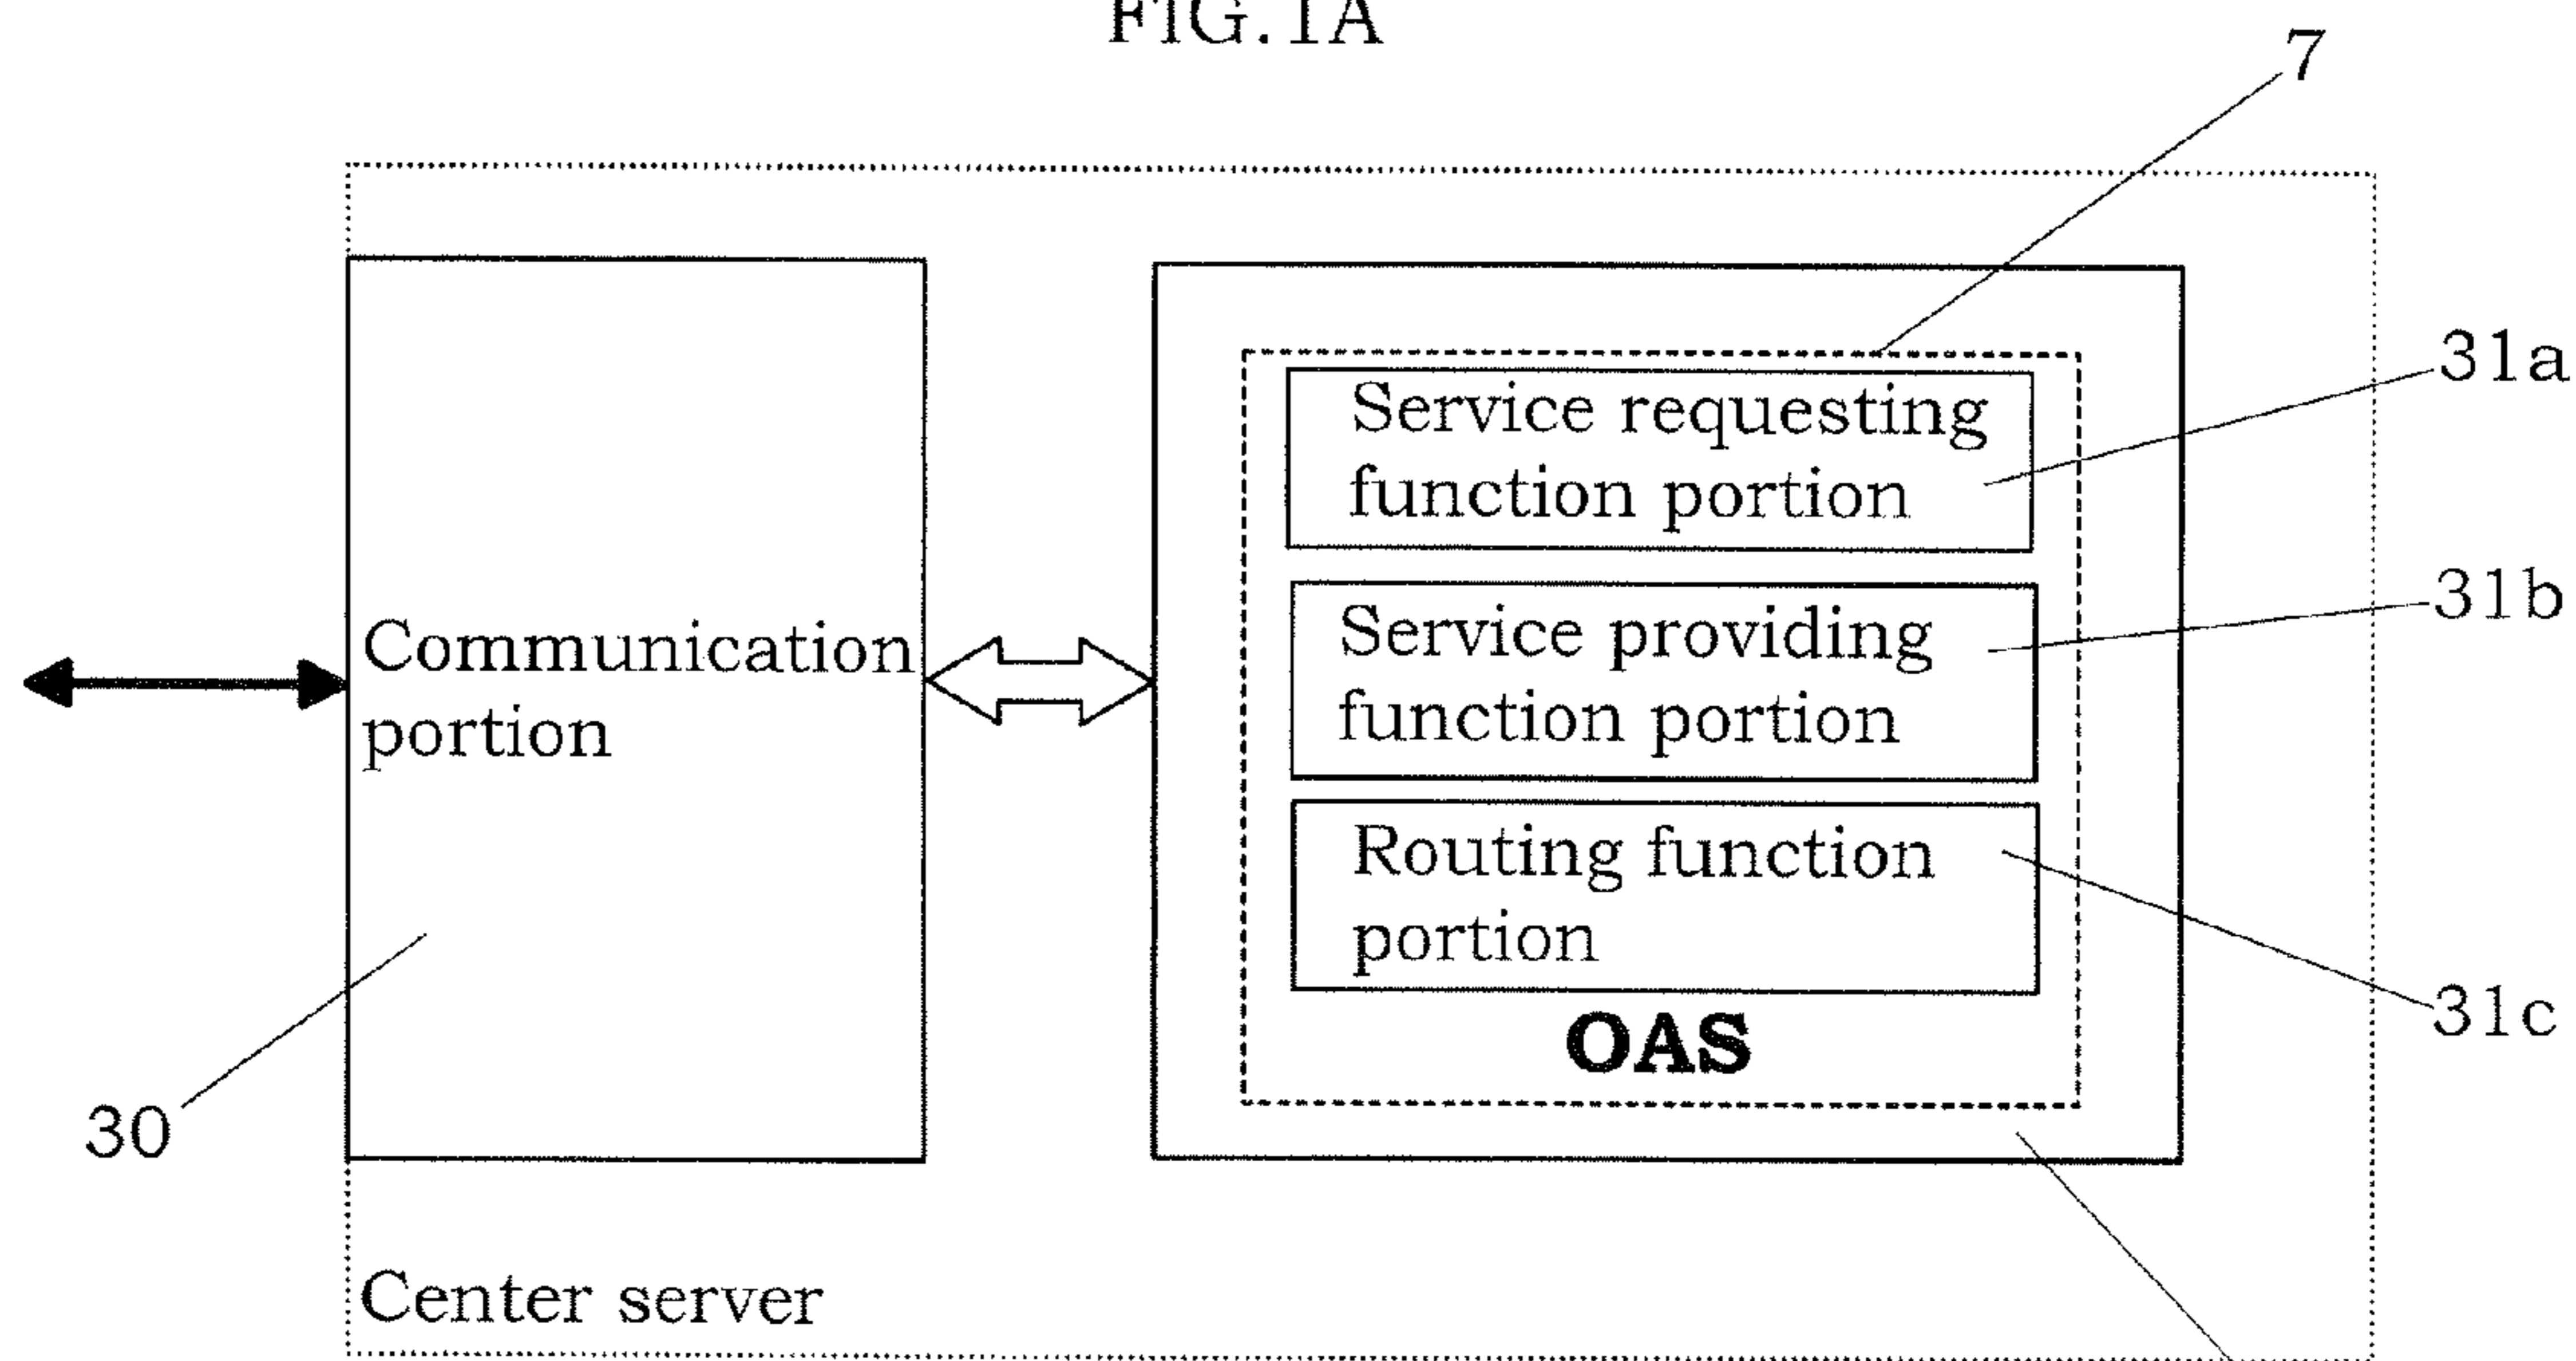 FIG.1A
7
Service requesting
function portion
31a
Service providing
function portion
31b
Communication
portion
Routing function
portion
31c
OAS
30
Center server